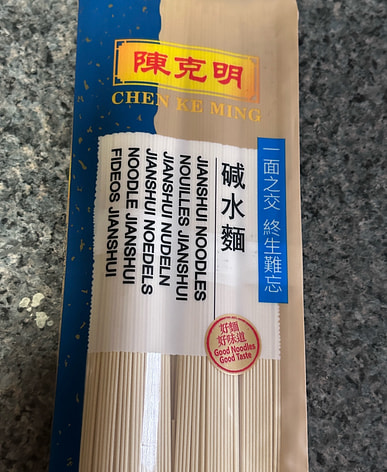 陳克明
CHEN KE MING
一面之交 終生難忘
碱水麵
JIANSHUI NOODLES
NOUILLES JIANSHUI
JIANSHUI NUDELN
JIANSHUI NOEDELS
NOODLE JIANSHUI
FIDEOS JIANSHUI
好麵
好味道
Good Noodles
Good Taste